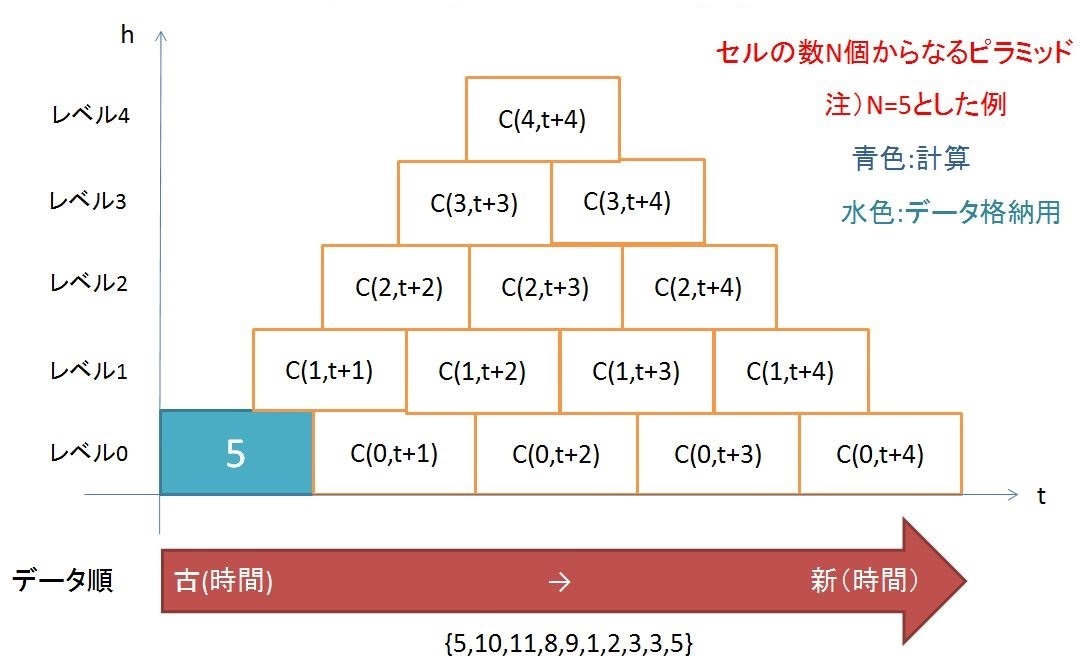 h
セルの数N個からなるピラミッド
注）N=5とした例
青色：計算
水色：データ格納用
レベル4
C(4,t+4)
レベル3
C(3,t+3) C(3,t+4)
レベル2
C(2,t+2) C(2,t+3) C(2,t+4)
レベル1
C(1,t+1) C(1,t+2) C(1,t+3) C(1,t+4)
レベル0
5 C(0,t+1) C(0,t+2) C(0,t+3) C(0,t+4)
t
データ順 古(時間) → 新（時間）
{5,10,11,8,9,1,2,3,3,5}